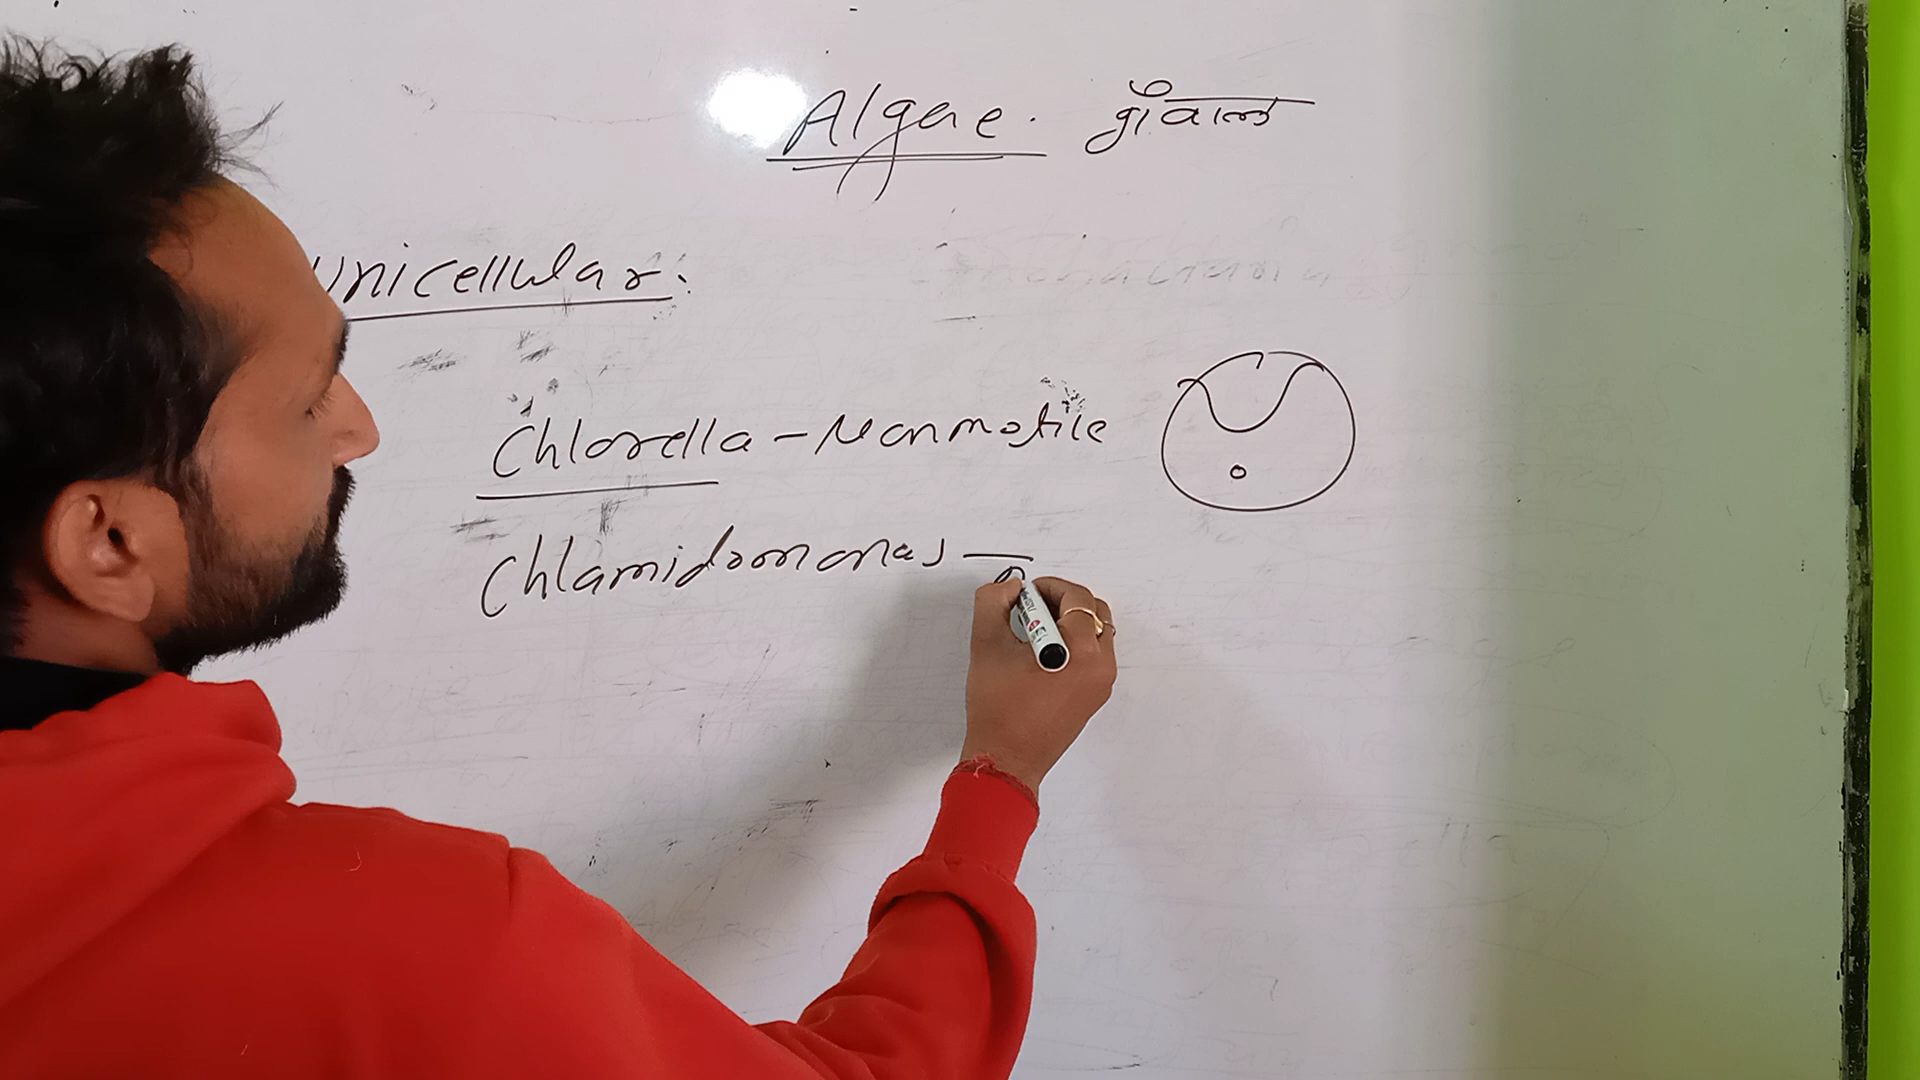 Algae. शैवाल
Unicellular:
Chlorella – Nonmotile
Chlamidomonas –